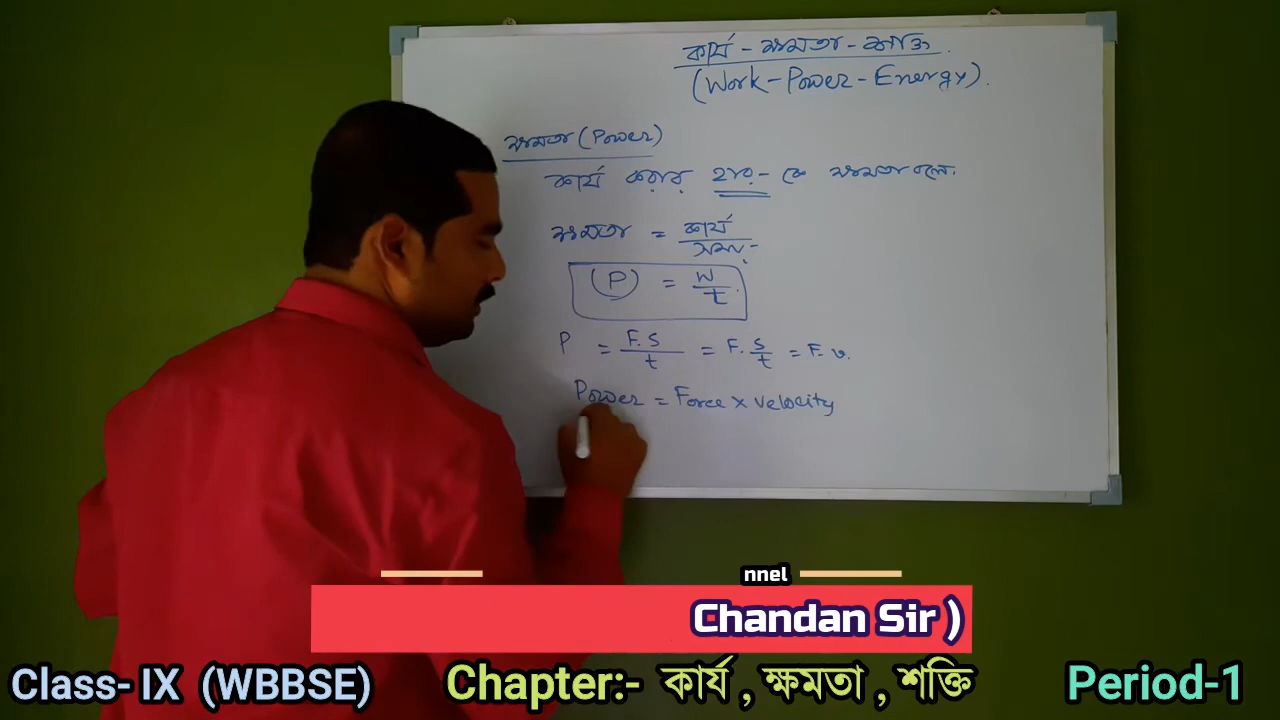 কার্য - ক্ষমতা - শক্তি
(Work - Power - Energy).
ক্ষমতা (Power)
কার্য করার হার- কে ক্ষমতা বলে.
ক্ষমতা = কার্য / সময়
(P) = W / t
P = F.S / t = F. S / t = F. v.
Power = Force × velocity
nnel
Chandan Sir )
Class- IX (WBBSE) Chapter:- কার্য , ক্ষমতা , শক্তি Period-1